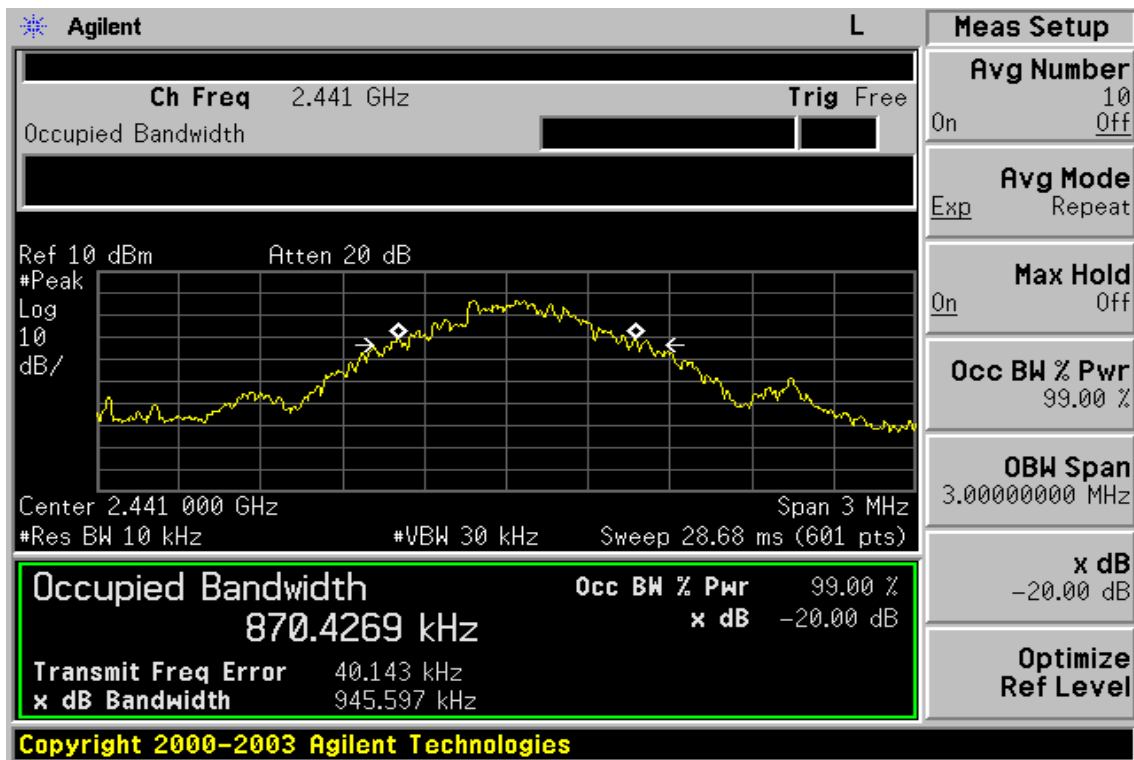 Agilent L
Ch Freq 2.441 GHz Trig Free
Occupied Bandwidth
Ref 10 dBm Atten 20 dB
#Peak
Log
10
dB/
Center 2.441 000 GHz Span 3 MHz
#Res BW 10 kHz #VBW 30 kHz Sweep 28.68 ms (601 pts)
Occupied Bandwidth Occ BW % Pwr 99.00 %
870.4269 kHz x dB -20.00 dB
Transmit Freq Error 40.143 kHz
x dB Bandwidth 945.597 kHz
Copyright 2000-2003 Agilent Technologies
Meas Setup
Avg Number
10
On Off
Avg Mode
Exp Repeat
Max Hold
On Off
Occ BW % Pwr
99.00 %
OBW Span
3.00000000 MHz
x dB
-20.00 dB
Optimize
Ref Level